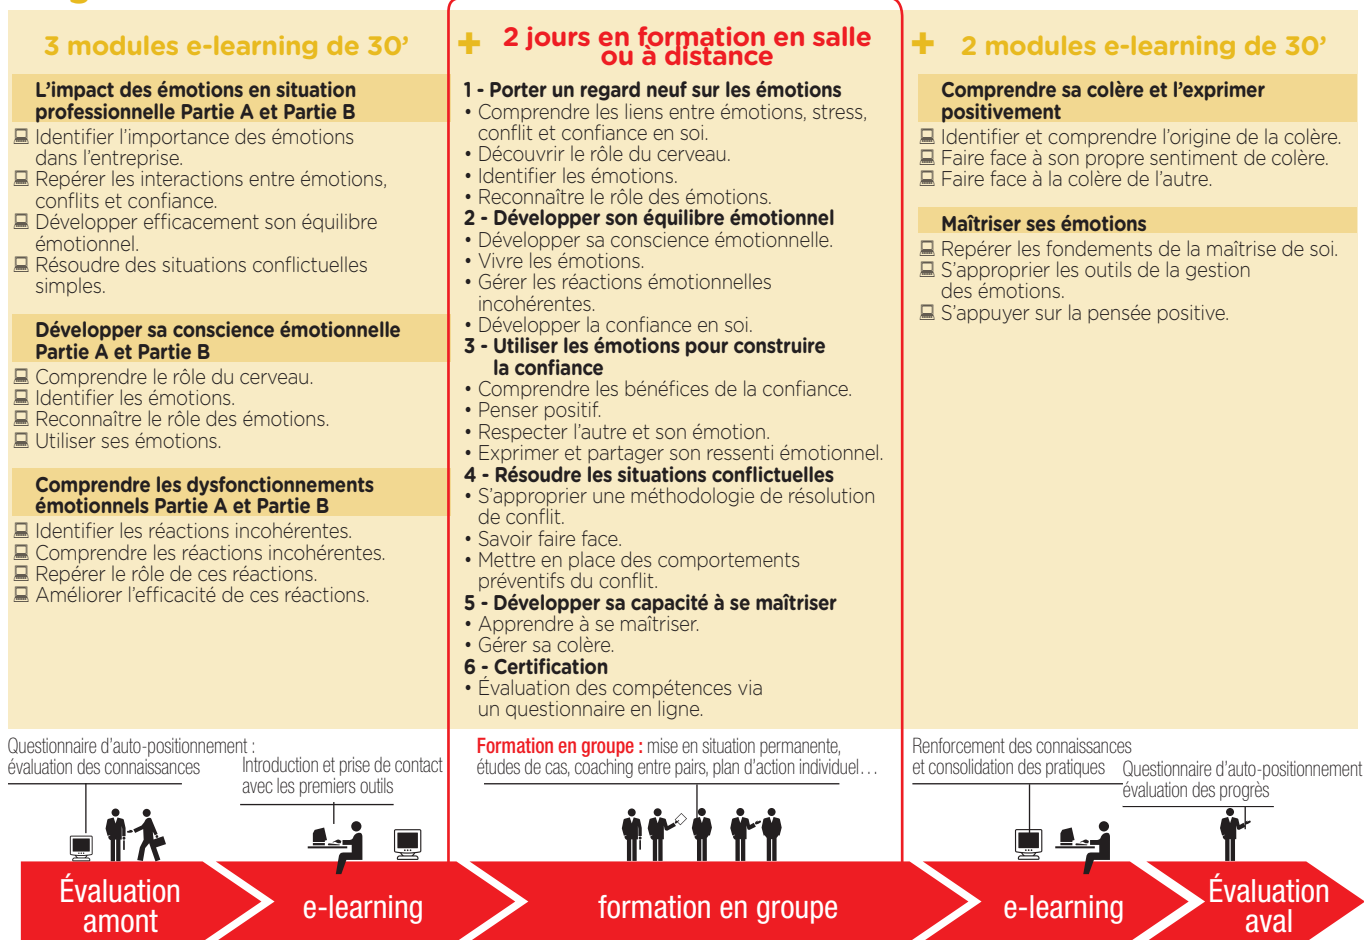 3 modules e-learning de 30’
L’impact des émotions en situation
professionnelle Partie A et Partie B
Identifier l’importance des émotions
dans l’entreprise.
Repérer les interactions entre émotions,
conflits et confiance.
Développer efficacement son équilibre
émotionnel.
Résoudre des situations conflictuelles
simples.
Développer sa conscience émotionnelle
Partie A et Partie B
Comprendre le rôle du cerveau.
Identifier les émotions.
Reconnaître le rôle des émotions.
Utiliser ses émotions.
Comprendre les dysfonctionnements
émotionnels Partie A et Partie B
Identifier les réactions incohérentes.
Comprendre les réactions incohérentes.
Repérer le rôle de ces réactions.
Améliorer l’efficacité de ces réactions.
+ 2 jours en formation en salle
ou à distance
1 - Porter un regard neuf sur les émotions
• Comprendre les liens entre émotions, stress,
conflit et confiance en soi.
• Découvrir le rôle du cerveau.
• Identifier les émotions.
• Reconnaître le rôle des émotions.
2 - Développer son équilibre émotionnel
• Développer sa conscience émotionnelle.
• Vivre les émotions.
• Gérer les réactions émotionnelles
incohérentes.
• Développer la confiance en soi.
3 - Utiliser les émotions pour construire
la confiance
• Comprendre les bénéfices de la confiance.
• Penser positif.
• Respecter l’autre et son émotion.
• Exprimer et partager son ressenti émotionnel.
4 - Résoudre les situations conflictuelles
• S’approprier une méthodologie de résolution
de conflit.
• Savoir faire face.
• Mettre en place des comportements
préventifs du conflit.
5 - Développer sa capacité à se maîtriser
• Apprendre à se maîtriser.
• Gérer sa colère.
6 - Certification
• Évaluation des compétences via
un questionnaire en ligne.
+ 2 modules e-learning de 30’
Comprendre sa colère et l’exprimer
positivement
Identifier et comprendre l’origine de la colère.
Faire face à son propre sentiment de colère.
Faire face à la colère de l’autre.
Maîtriser ses émotions
Repérer les fondements de la maîtrise de soi.
S’approprier les outils de la gestion
des émotions.
S’appuyer sur la pensée positive.
Questionnaire d’auto-positionnement :
évaluation des connaissances
Introduction et prise de contact
avec les premiers outils
Formation en groupe : mise en situation permanente,
études de cas, coaching entre pairs, plan d’action individuel…
Renforcement des connaissances
et consolidation des pratiques
Questionnaire d’auto-positionnement
évaluation des progrès
Évaluation
amont
e-learning
formation en groupe
e-learning
Évaluation
aval